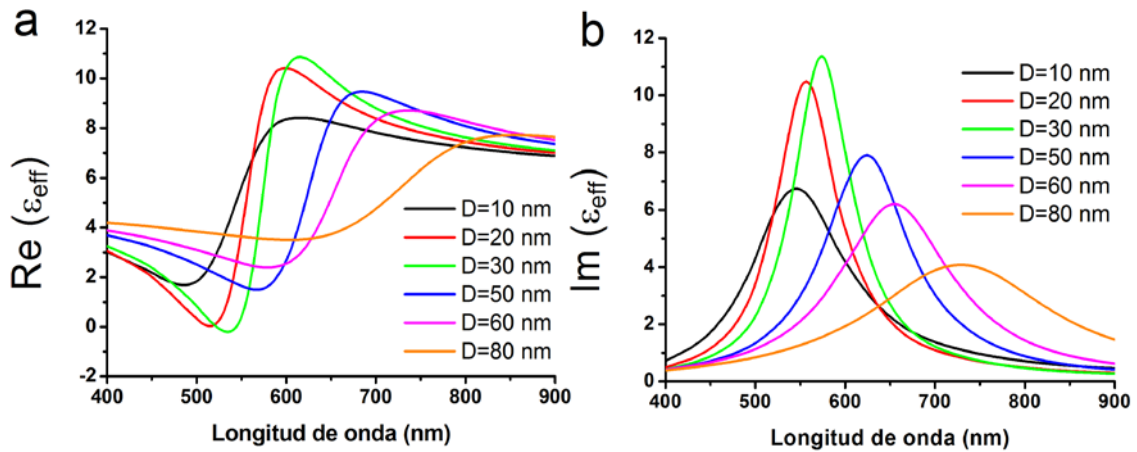 a
Re (εeff)
12
10
8
6
4
2
0
-2
400 500 600 700 800 900
Longitud de onda (nm)
D=10 nm
D=20 nm
D=30 nm
D=50 nm
D=60 nm
D=80 nm
b
Im (εeff)
12
10
8
6
4
2
0
400 500 600 700 800 900
Longitud de onda (nm)
D=10 nm
D=20 nm
D=30 nm
D=50 nm
D=60 nm
D=80 nm